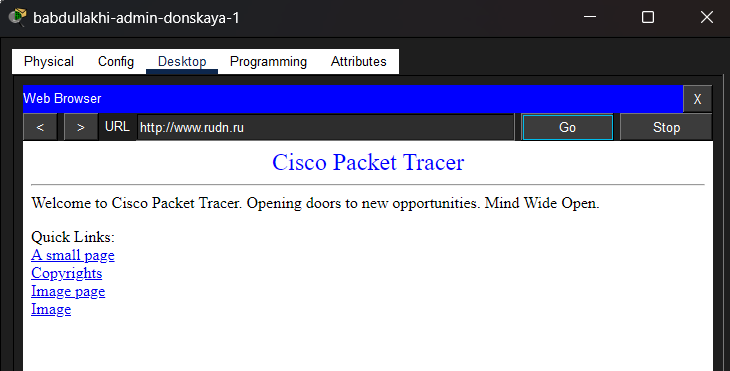 babdullakhi-admin-donskaya-1
Physical Config Desktop Programming Attributes
Web Browser X
< > URL http://www.rudn.ru Go Stop
Cisco Packet Tracer
Welcome to Cisco Packet Tracer. Opening doors to new opportunities. Mind Wide Open.
Quick Links:
A small page
Copyrights
Image page
Image